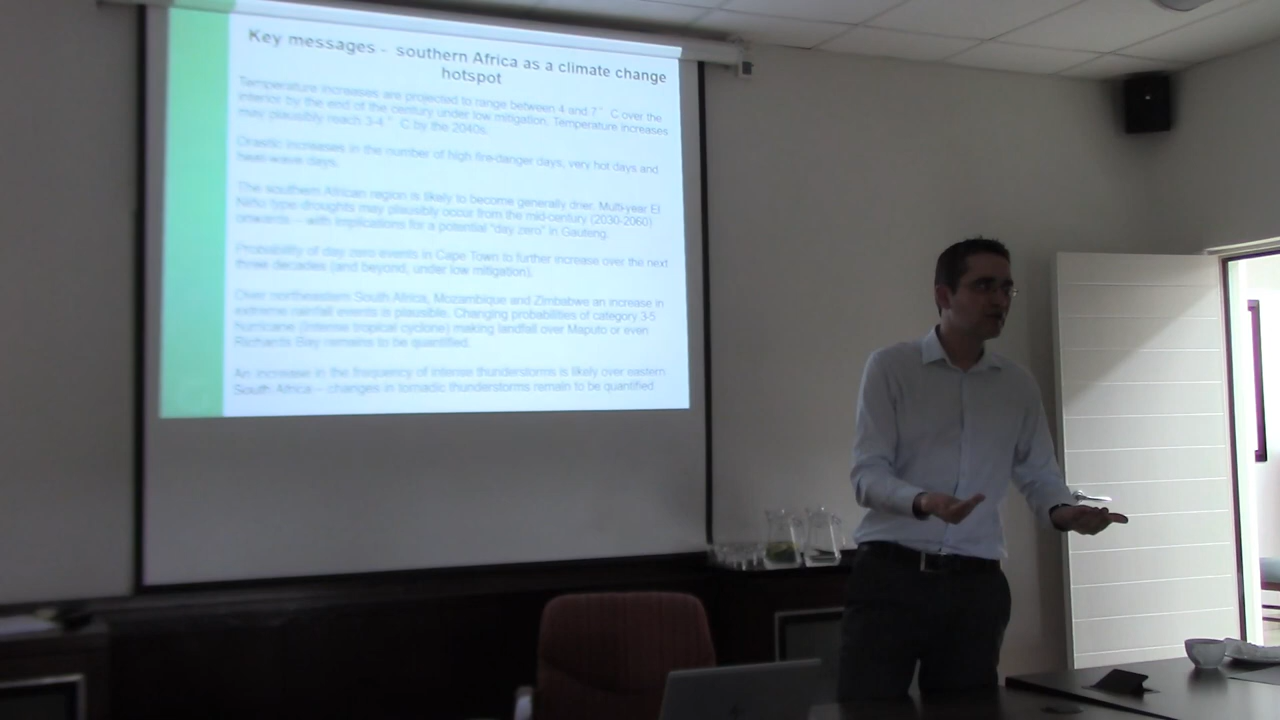 Key messages - southern Africa as a climate change
hotspot
Temperature increases are projected to range between 4 and 7 ° C over the
interior by the end of the century under low mitigation. Temperature increases
may plausibly reach 3-4 ° C by the 2040s.
Drastic increases in the number of high fire-danger days, very hot days and
heat-wave days.
The southern African region is likely to become generally drier. Multi-year El
Niño type-droughts may plausibly occur from the mid-century (2030-2060)
onwards – with implications for a potential "day zero" in Gauteng.
Probability of day zero events in Cape Town to further increase over the next
three decades (and beyond, under low mitigation).
Over northeastern South Africa, Mozambique and Zimbabwe an increase in
extreme rainfall events is plausible. Changing probabilities of category 3-5
hurricane (intense tropical cyclone) making landfall over Maputo or even
Richards Bay remains to be quantified.
An increase in the frequency of intense thunderstorms is likely over eastern
South Africa – changes in tornadic thunderstorms remain to be quantified